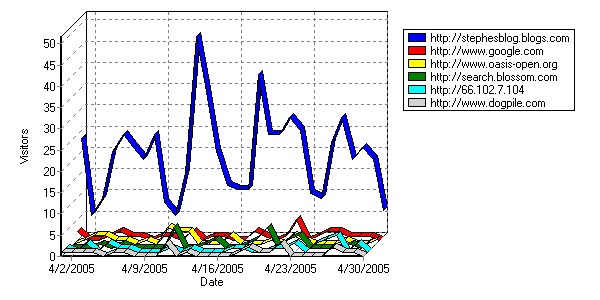 50
45
40
35
30
25
20
15
10
5
0
Visitors
4/2/2005 4/9/2005 4/16/2005 4/23/2005 4/30/2005
Date
http://stephesblog.blogs.com
http://www.google.com
http://www.oasis-open.org
http://search.blossom.com
http://66.102.7.104
http://www.dogpile.com